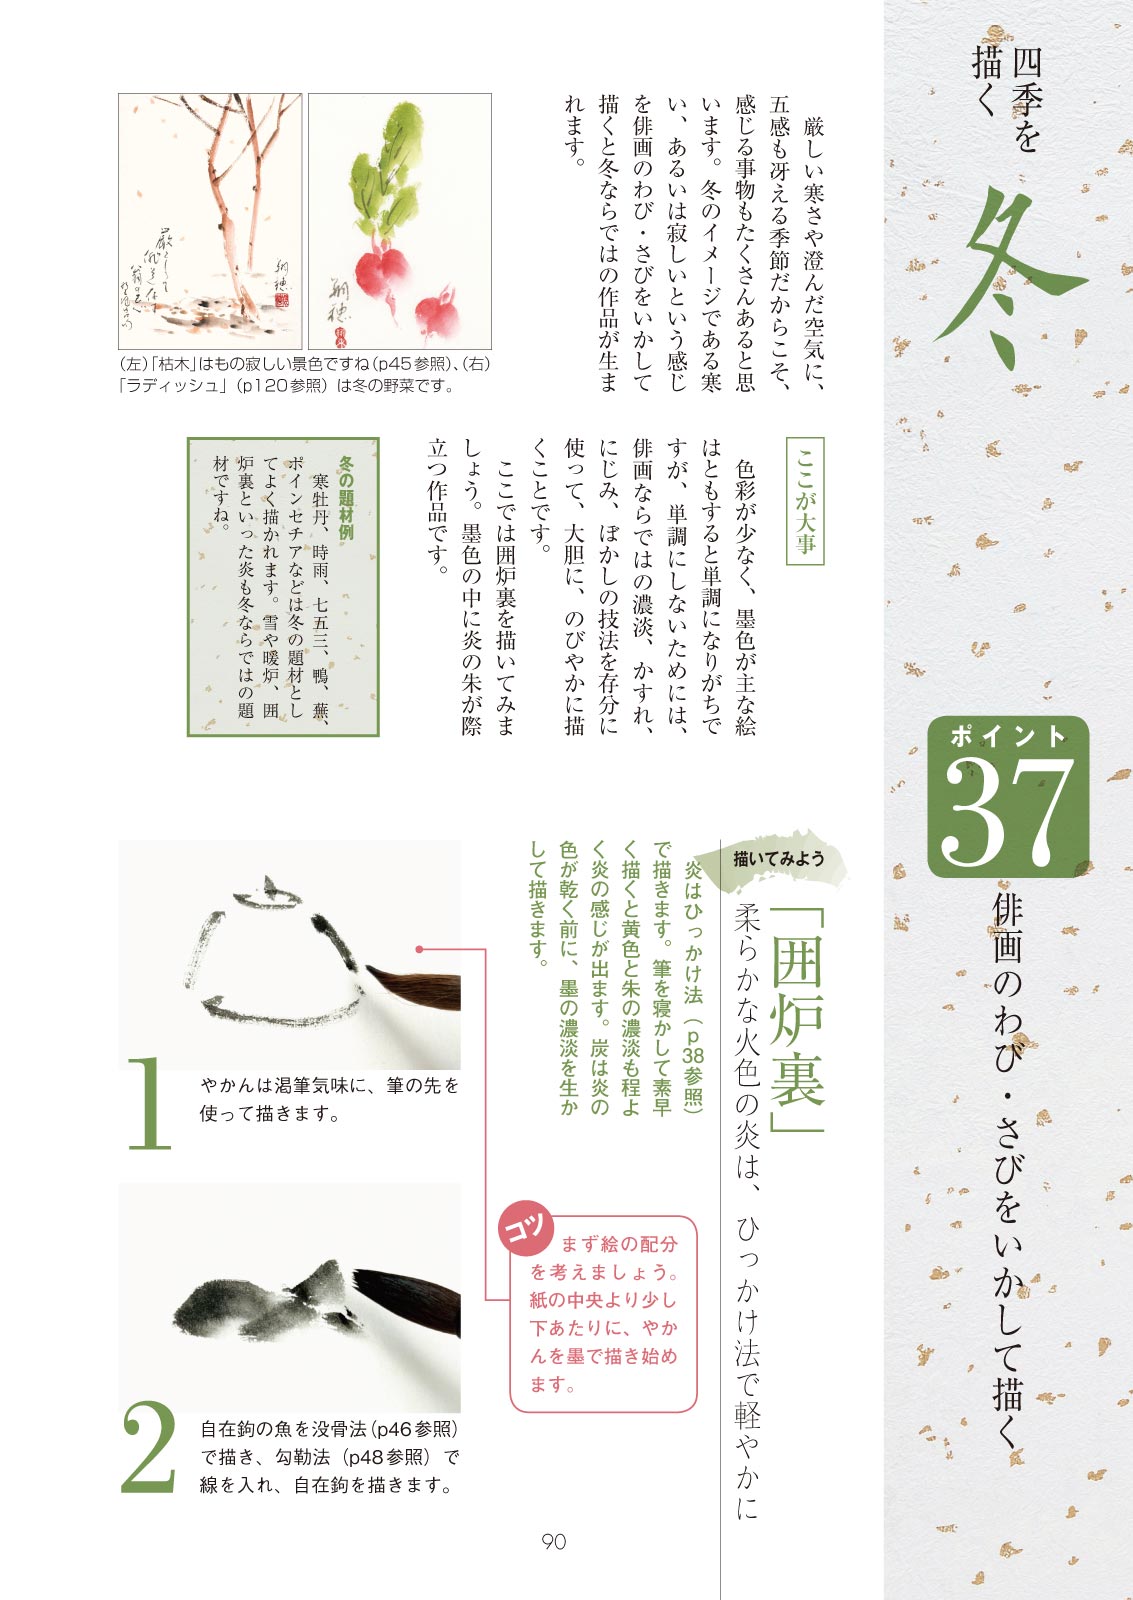 四季を
描く
冬
ポイント
37
俳画のわび・さびをいかして描く
厳しい寒さや澄んだ空気に、
五感も冴える季節だからこそ、
感じる事物もたくさんあると思
います。冬のイメージである寒
い、あるいは寂しいという感じ
を俳画のわび・さびをいかして
描くと冬ならではの作品が生ま
れます。
朝穂
(左)「枯木」はもの寂しい景色ですね(p45参照)、(右)
「ラディッシュ」(p120参照)は冬の野菜です。
ここが大事
色彩が少なく、墨色が主な絵
はともすると単調になりがちで
すが、単調にしないためには、
俳画ならではの濃淡、かすれ、
にじみ、ぼかしの技法を存分に
使って、大胆に、のびやかに描
くことです。
ここでは囲炉裏を描いてみま
しょう。墨色の中に炎の朱が際
立つ作品です。
冬の題材例
寒牡丹、時雨、七五三、鴨、蕪、
ポインセチアなどは冬の題材とし
てよく描かれます。雪や暖炉、囲
炉裏といった炎も冬ならではの題
材ですね。
描いてみよう
「囲炉裏」
柔らかな火色の炎は、ひっかけ法で軽やかに
炎はひっかけ法(p38参照)
で描きます。筆を寝かして素早
く描くと黄色と朱の濃淡も程よ
く炎の感じが出ます。炭は炎の
色が乾く前に、墨の濃淡を生か
して描きます。
1
やかんは渇筆気味に、筆の先を
使って描きます。
コツ
まず絵の配分
を考えましょう。
紙の中央より少し
下あたりに、やか
んを墨で描き始め
ます。
2
自在鉤の魚を没骨法(p46参照)
で描き、勾勒法(p48参照)で
線を入れ、自在鉤を描きます。
90